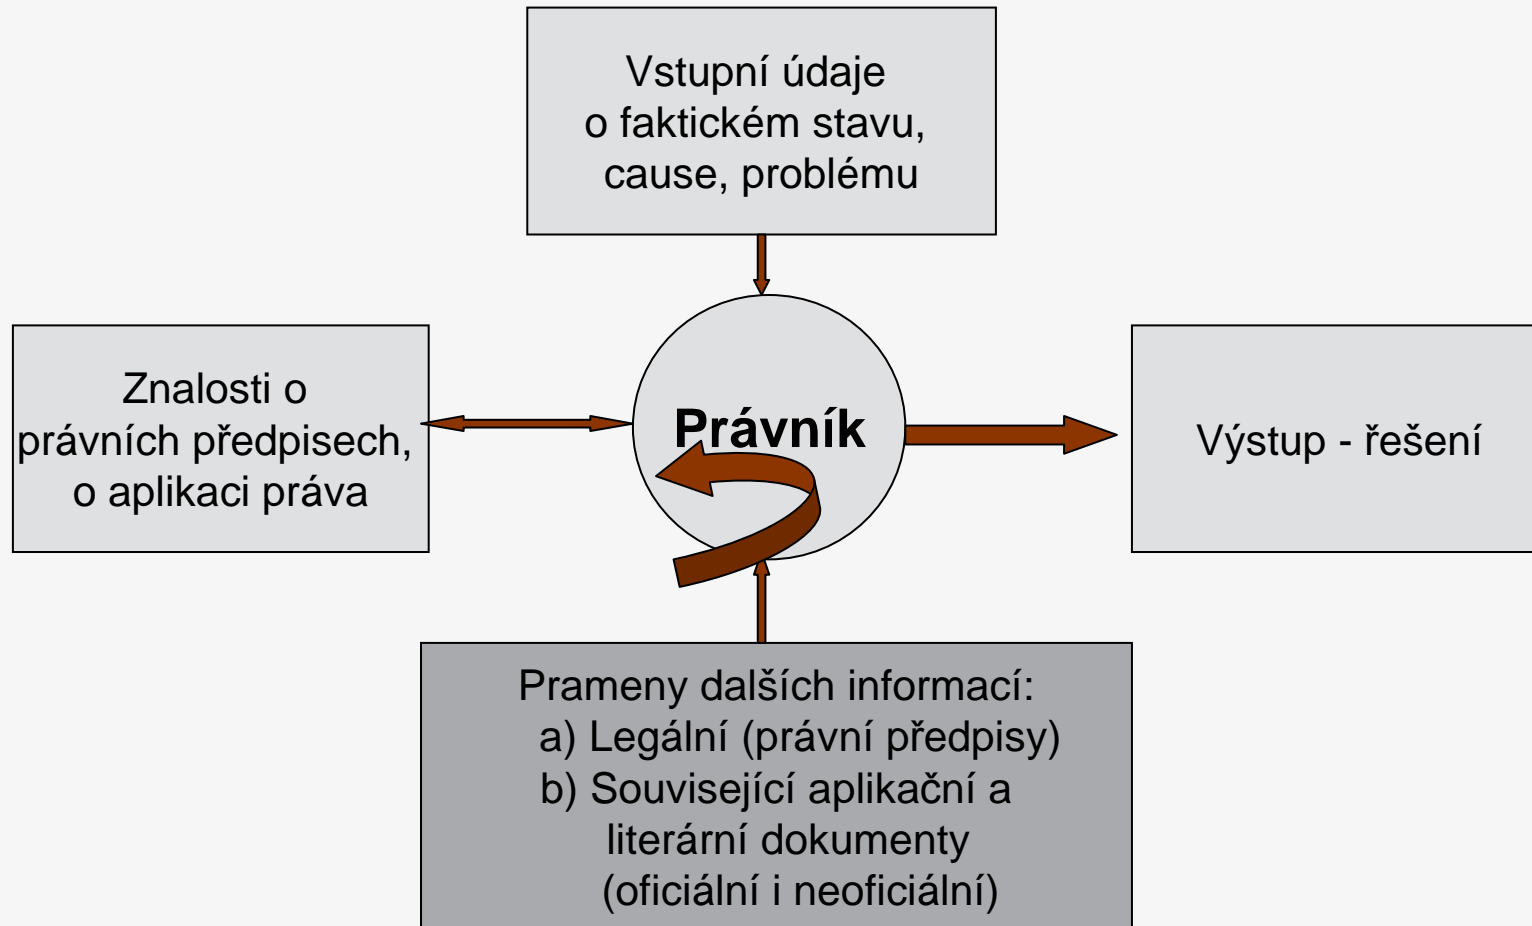 Vstupní údaje
o faktickém stavu,
cause, problému
Znalosti o
právních předpisech,
o aplikaci práva
Právník
Výstup - řešení
Prameny dalších informací:
a) Legální (právní předpisy)
b) Související aplikační a
literární dokumenty
(oficiální i neoficiální)